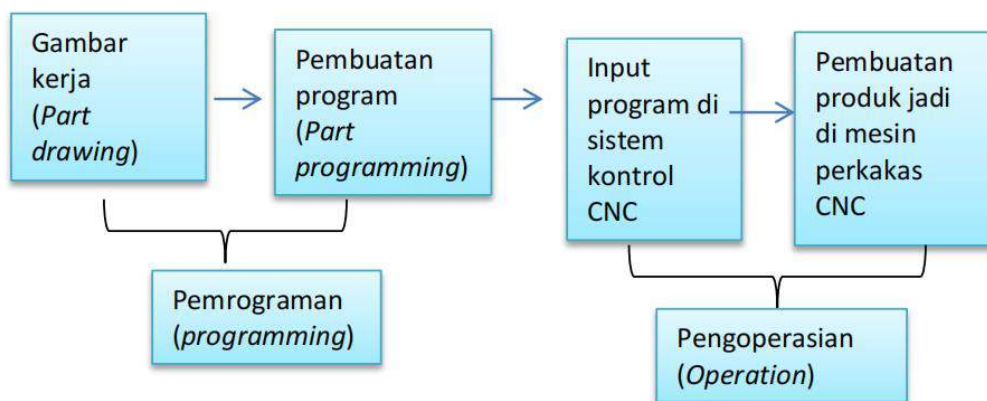 Gambar
kerja
(Part
drawing)
Pembuatan
program
(Part
programming)
Input
program di
sistem
kontrol
CNC
Pembuatan
produk jadi
di mesin
perkakas
CNC
Pemrograman
(programming)
Pengoperasian
(Operation)